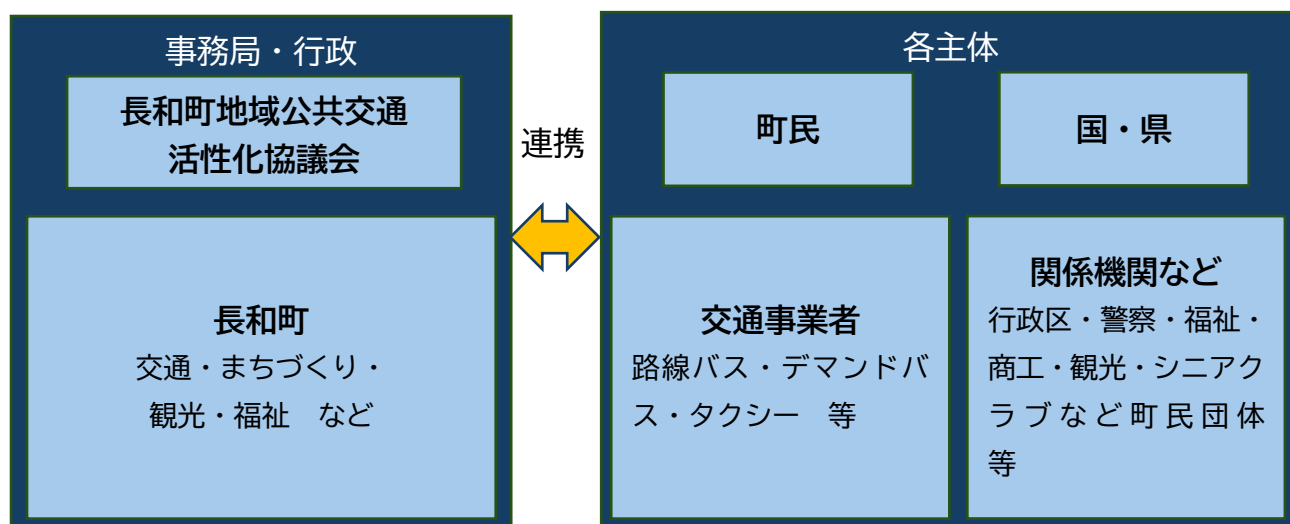 事務局・行政
長和町地域公共交通
活性化協議会
長和町
交通・まちづくり・
観光・福祉　など
連携
各主体
町民
国・県
交通事業者
路線バス・デマンドバ
ス・タクシー　等
関係機関など
行政区・警察・福祉・
商工・観光・シニアク
ラブなど町民団体
等